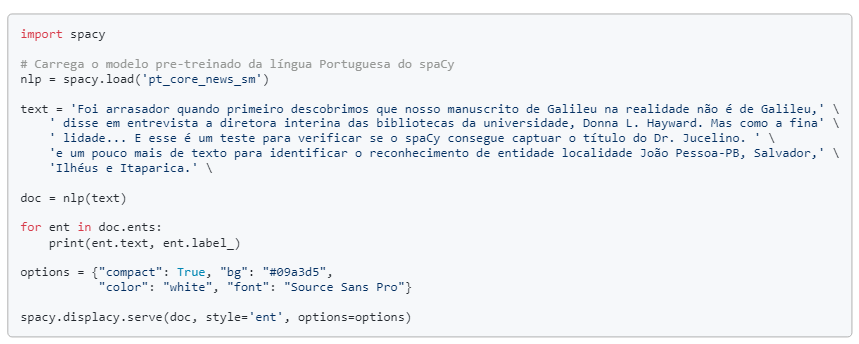 import spacy
# Carrega o modelo pre-treinado da língua Portuguesa do spaCy
nlp = spacy.load('pt_core_news_sm')
text = 'Foi arrasador quando primeiro descobrimos que nosso manuscrito de Galileu na realidade não é de Galileu,' \
' disse em entrevista a diretora interina das bibliotecas da universidade, Donna L. Hayward. Mas como a fina' \
' lidade... E esse é um teste para verificar se o spaCy consegue captuar o título do Dr. Jucelino. ' \
'e um pouco mais de texto para identificar o reconhecimento de entidade localidade João Pessoa-PB, Salvador,' \
'Ilhéus e Itaparica.' \
doc = nlp(text)
for ent in doc.ents:
print(ent.text, ent.label_)
options = {"compact": True, "bg": "#09a3d5",
"color": "white", "font": "Source Sans Pro"}
spacy.displacy.serve(doc, style='ent', options=options)